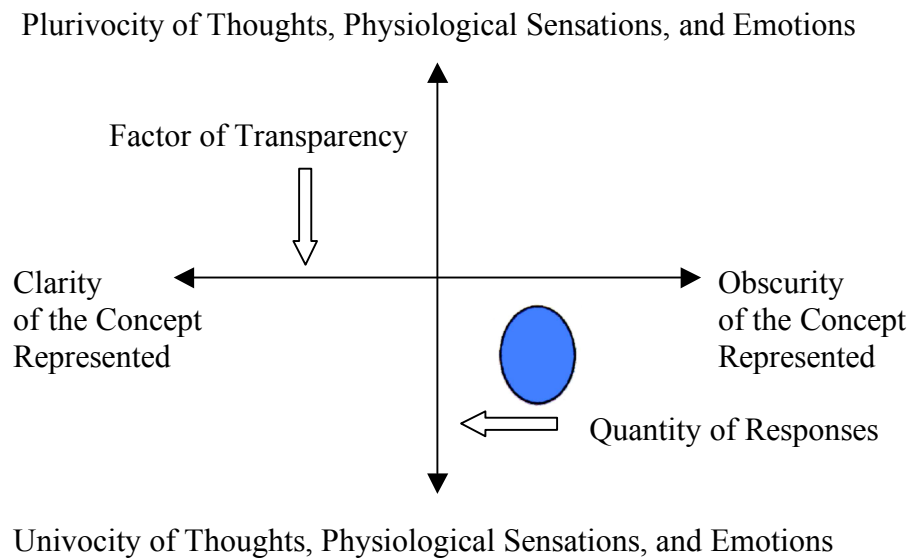 Plurivocity of Thoughts, Physiological Sensations, and Emotions
Factor of Transparency
Clarity
of the Concept
Represented
Obscurity
of the Concept
Represented
Quantity of Responses
Univocity of Thoughts, Physiological Sensations, and Emotions